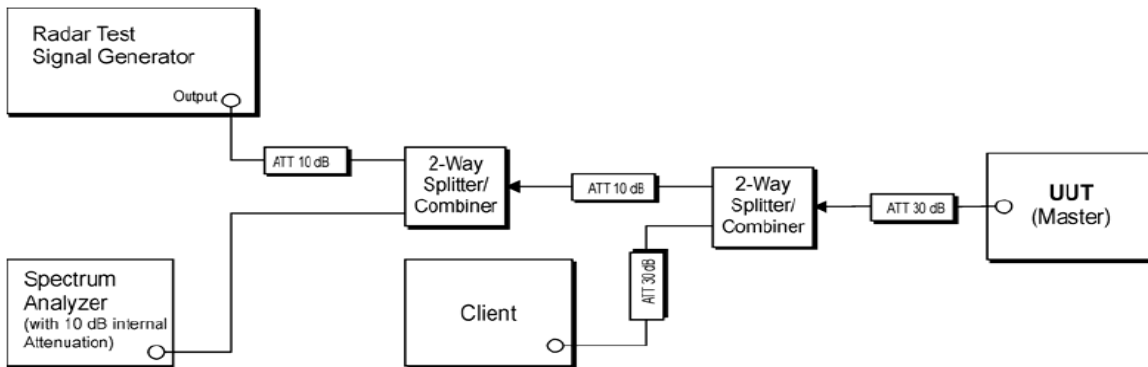 Radar Test
Signal Generator
Output
ATT 10 dB
2-Way
Splitter/
Combiner
ATT 10 dB
2-Way
Splitter/
Combiner
ATT 30 dB
UUT
(Master)
Spectrum
Analyzer
(with 10 dB internal
Attenuation)
Client
ATT 30 dB